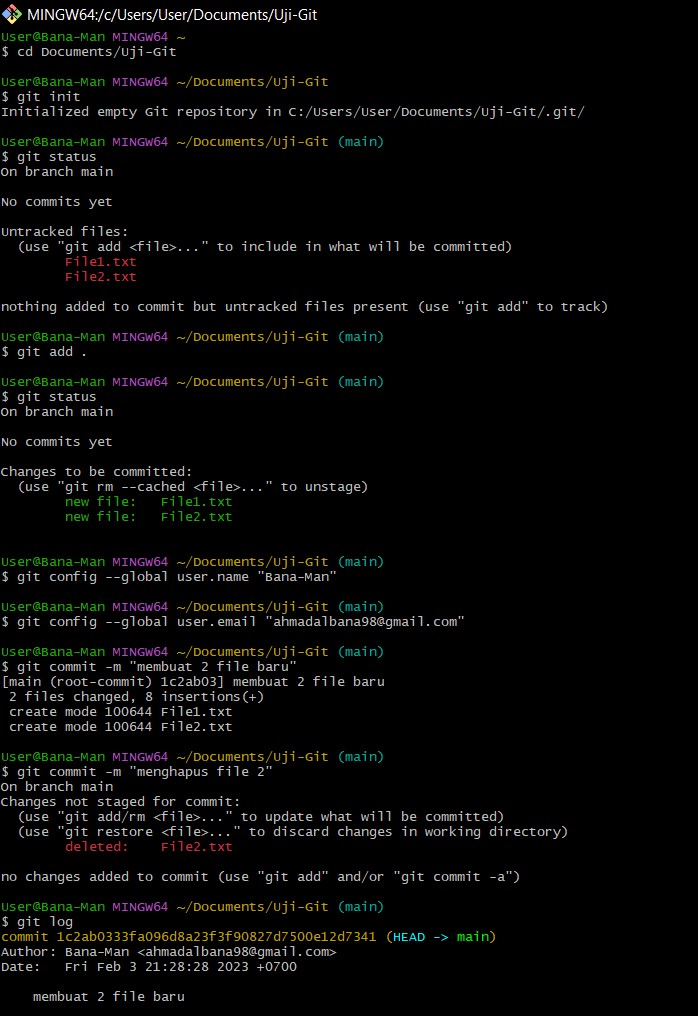 MINGW64:/c/Users/User/Documents/Uji-Git
User@Bana-Man MINGW64 ~
$ cd Documents/Uji-Git
User@Bana-Man MINGW64 ~/Documents/Uji-Git
$ git init
Initialized empty Git repository in C:/Users/User/Documents/Uji-Git/.git/
User@Bana-Man MINGW64 ~/Documents/Uji-Git (main)
$ git status
On branch main
No commits yet
Untracked files:
(use "git add <file>..." to include in what will be committed)
File1.txt
File2.txt
nothing added to commit but untracked files present (use "git add" to track)
User@Bana-Man MINGW64 ~/Documents/Uji-Git (main)
$ git add .
User@Bana-Man MINGW64 ~/Documents/Uji-Git (main)
$ git status
On branch main
No commits yet
Changes to be committed:
(use "git rm --cached <file>..." to unstage)
new file:   File1.txt
new file:   File2.txt
User@Bana-Man MINGW64 ~/Documents/Uji-Git (main)
$ git config --global user.name "Bana-Man"
User@Bana-Man MINGW64 ~/Documents/Uji-Git (main)
$ git config --global user.email "ahmadalbana98@gmail.com"
User@Bana-Man MINGW64 ~/Documents/Uji-Git (main)
$ git commit -m "membuat 2 file baru"
[main (root-commit) 1c2ab03] membuat 2 file baru
2 files changed, 8 insertions(+)
create mode 100644 File1.txt
create mode 100644 File2.txt
User@Bana-Man MINGW64 ~/Documents/Uji-Git (main)
$ git commit -m "menghapus file 2"
On branch main
Changes not staged for commit:
(use "git add/rm <file>..." to update what will be committed)
(use "git restore <file>..." to discard changes in working directory)
deleted:    File2.txt
no changes added to commit (use "git add" and/or "git commit -a")
User@Bana-Man MINGW64 ~/Documents/Uji-Git (main)
$ git log
commit 1c2ab0333fa096d8a23f3f90827d7500e12d7341 (HEAD -> main)
Author: Bana-Man <ahmadalbana98@gmail.com>
Date:   Fri Feb 3 21:28:28 2023 +0700
membuat 2 file baru